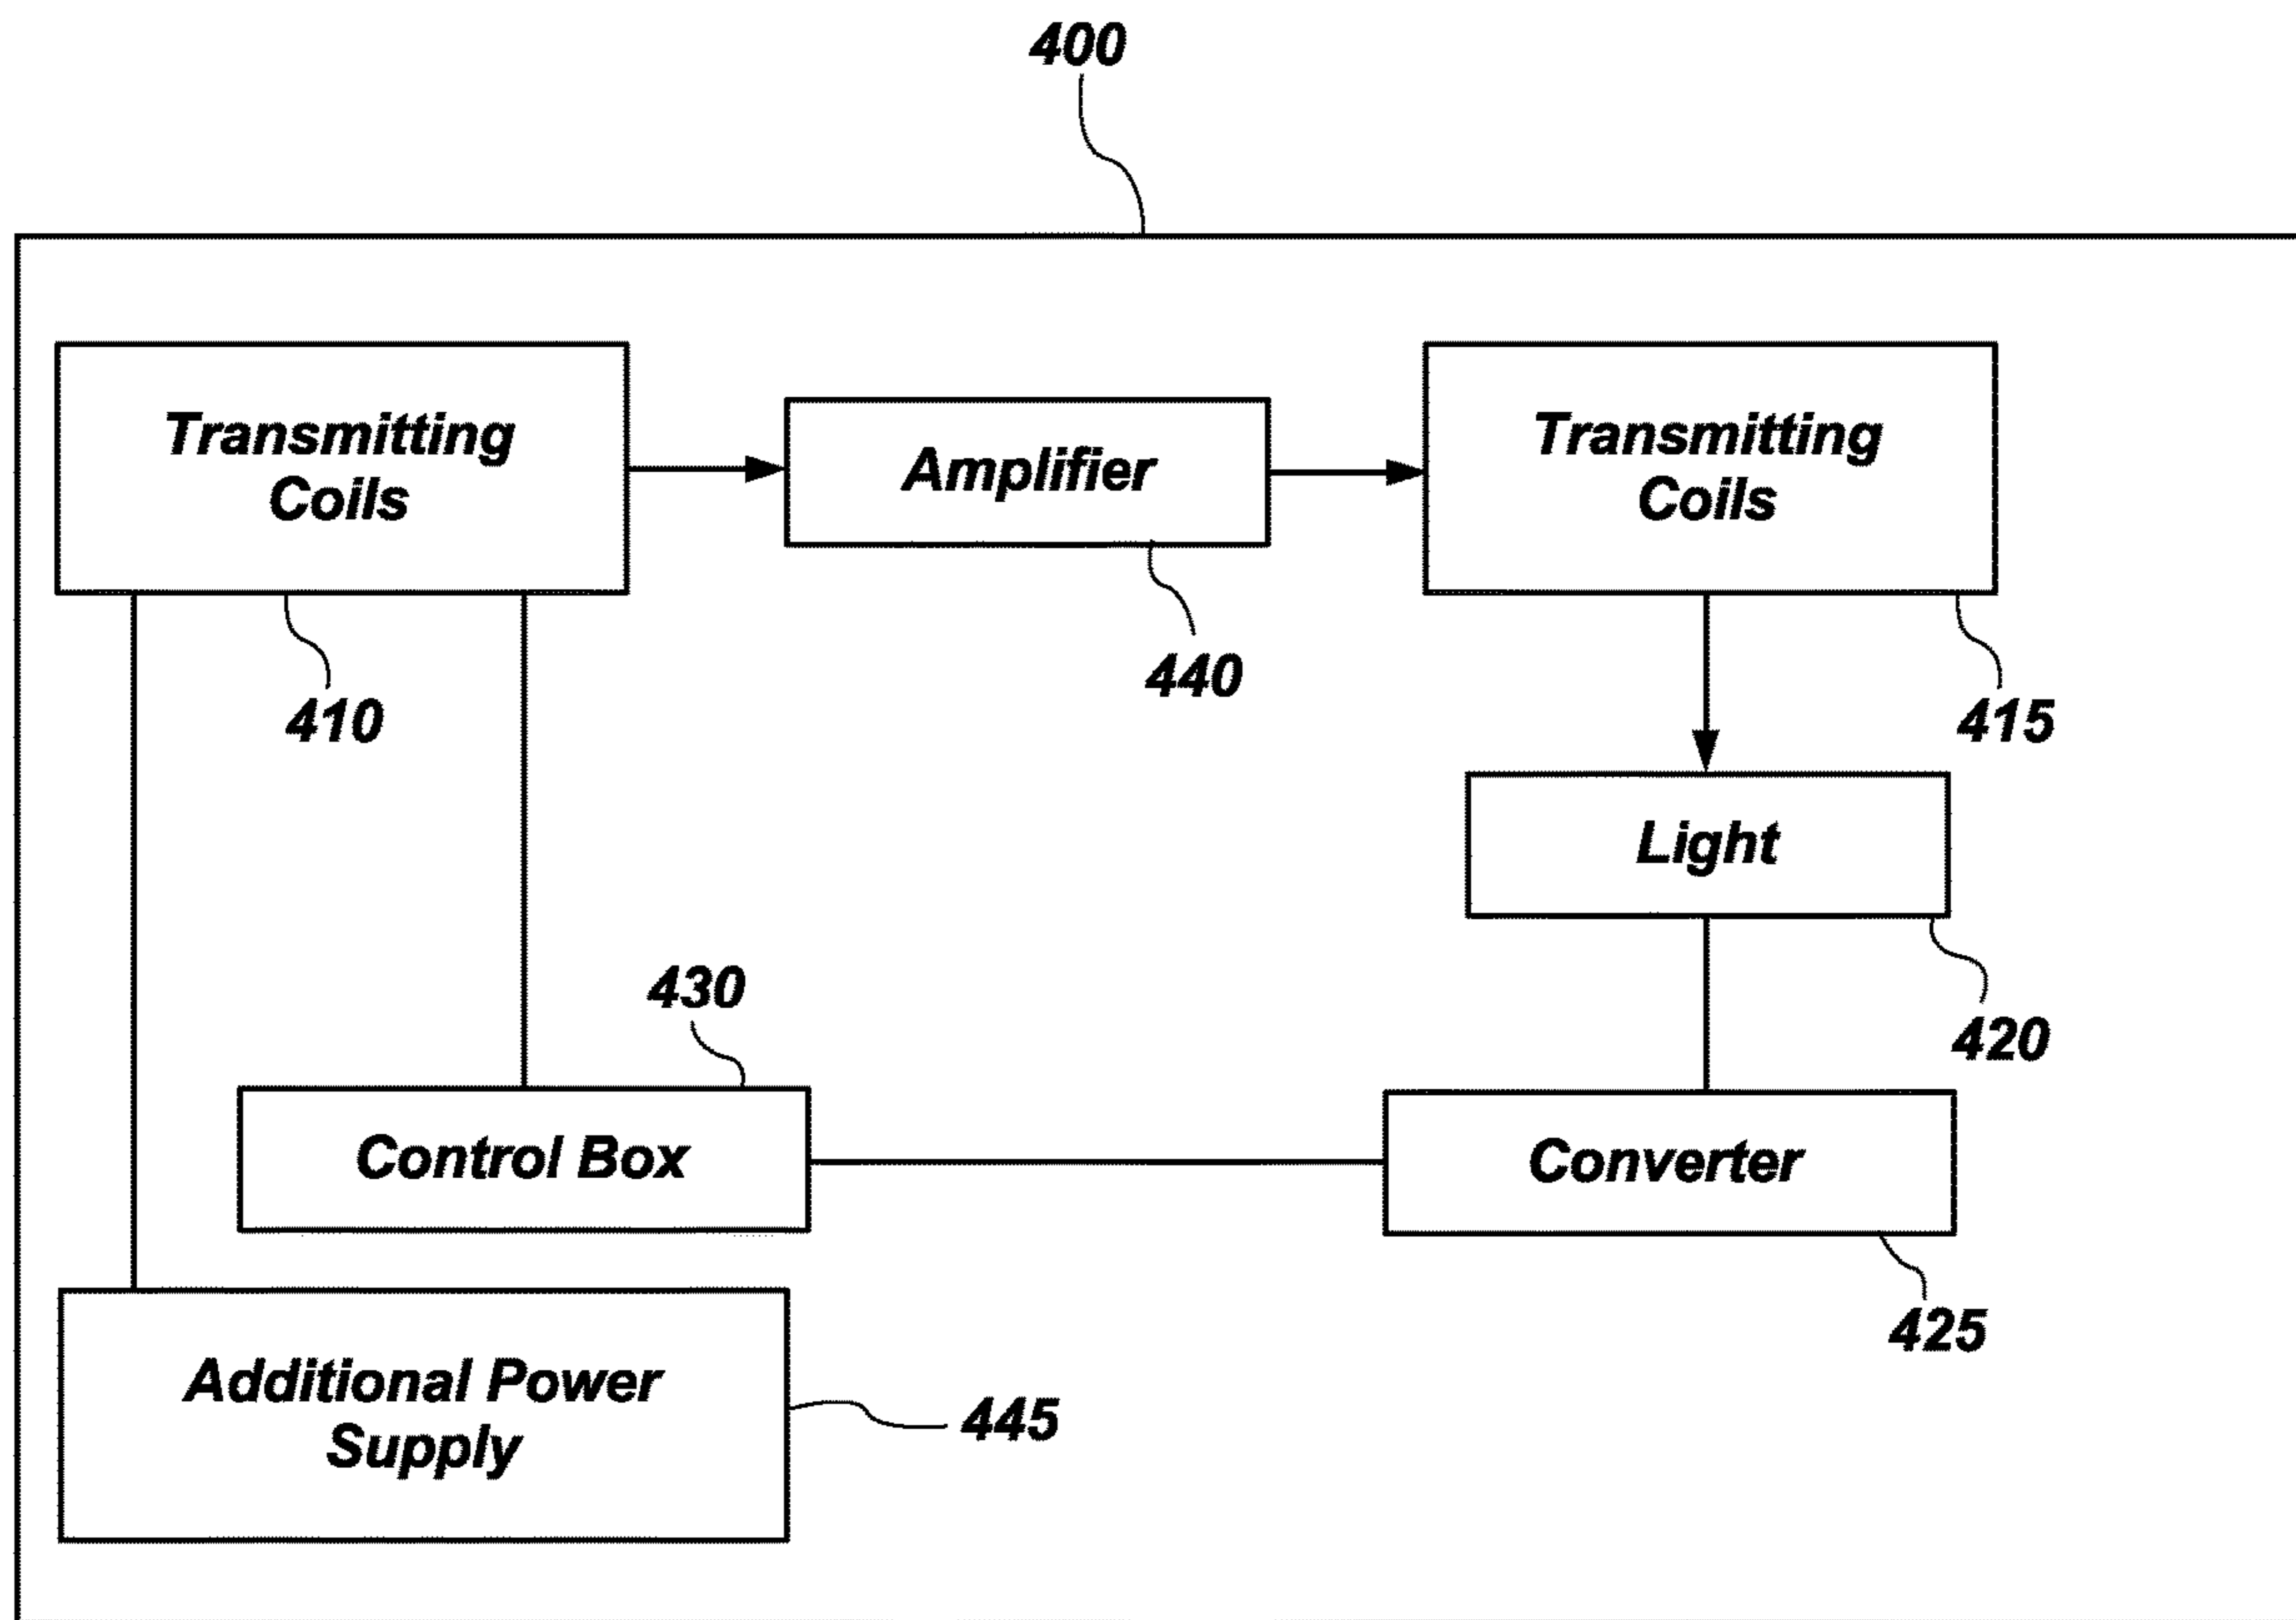 400
Transmitting
Coils
Amplifier
Transmitting
Coils
440
410
415
Light
430
420
Control Box
Converter
425
Additional Power
Supply
445